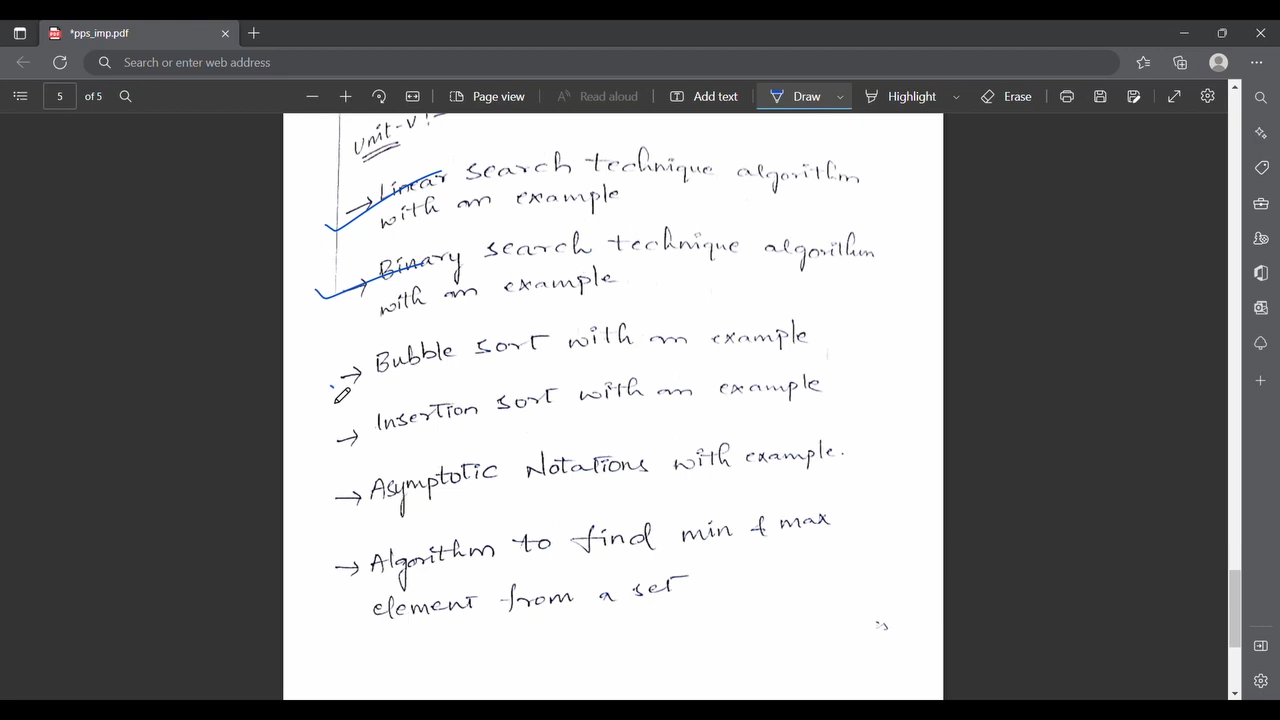 *pps_imp.pdf
Search or enter web address
5 of 5
Page view
Read aloud
Add text
Draw
Highlight
Erase
Unit-V :-
→ Linear search technique algorithm
with an example
→ Binary search technique algorithm
with an example
→ Bubble sort with an example
→ Insertion sort with an example
→ Asymptotic Notations with example.
→ Algorithm to find min & max
element from a set